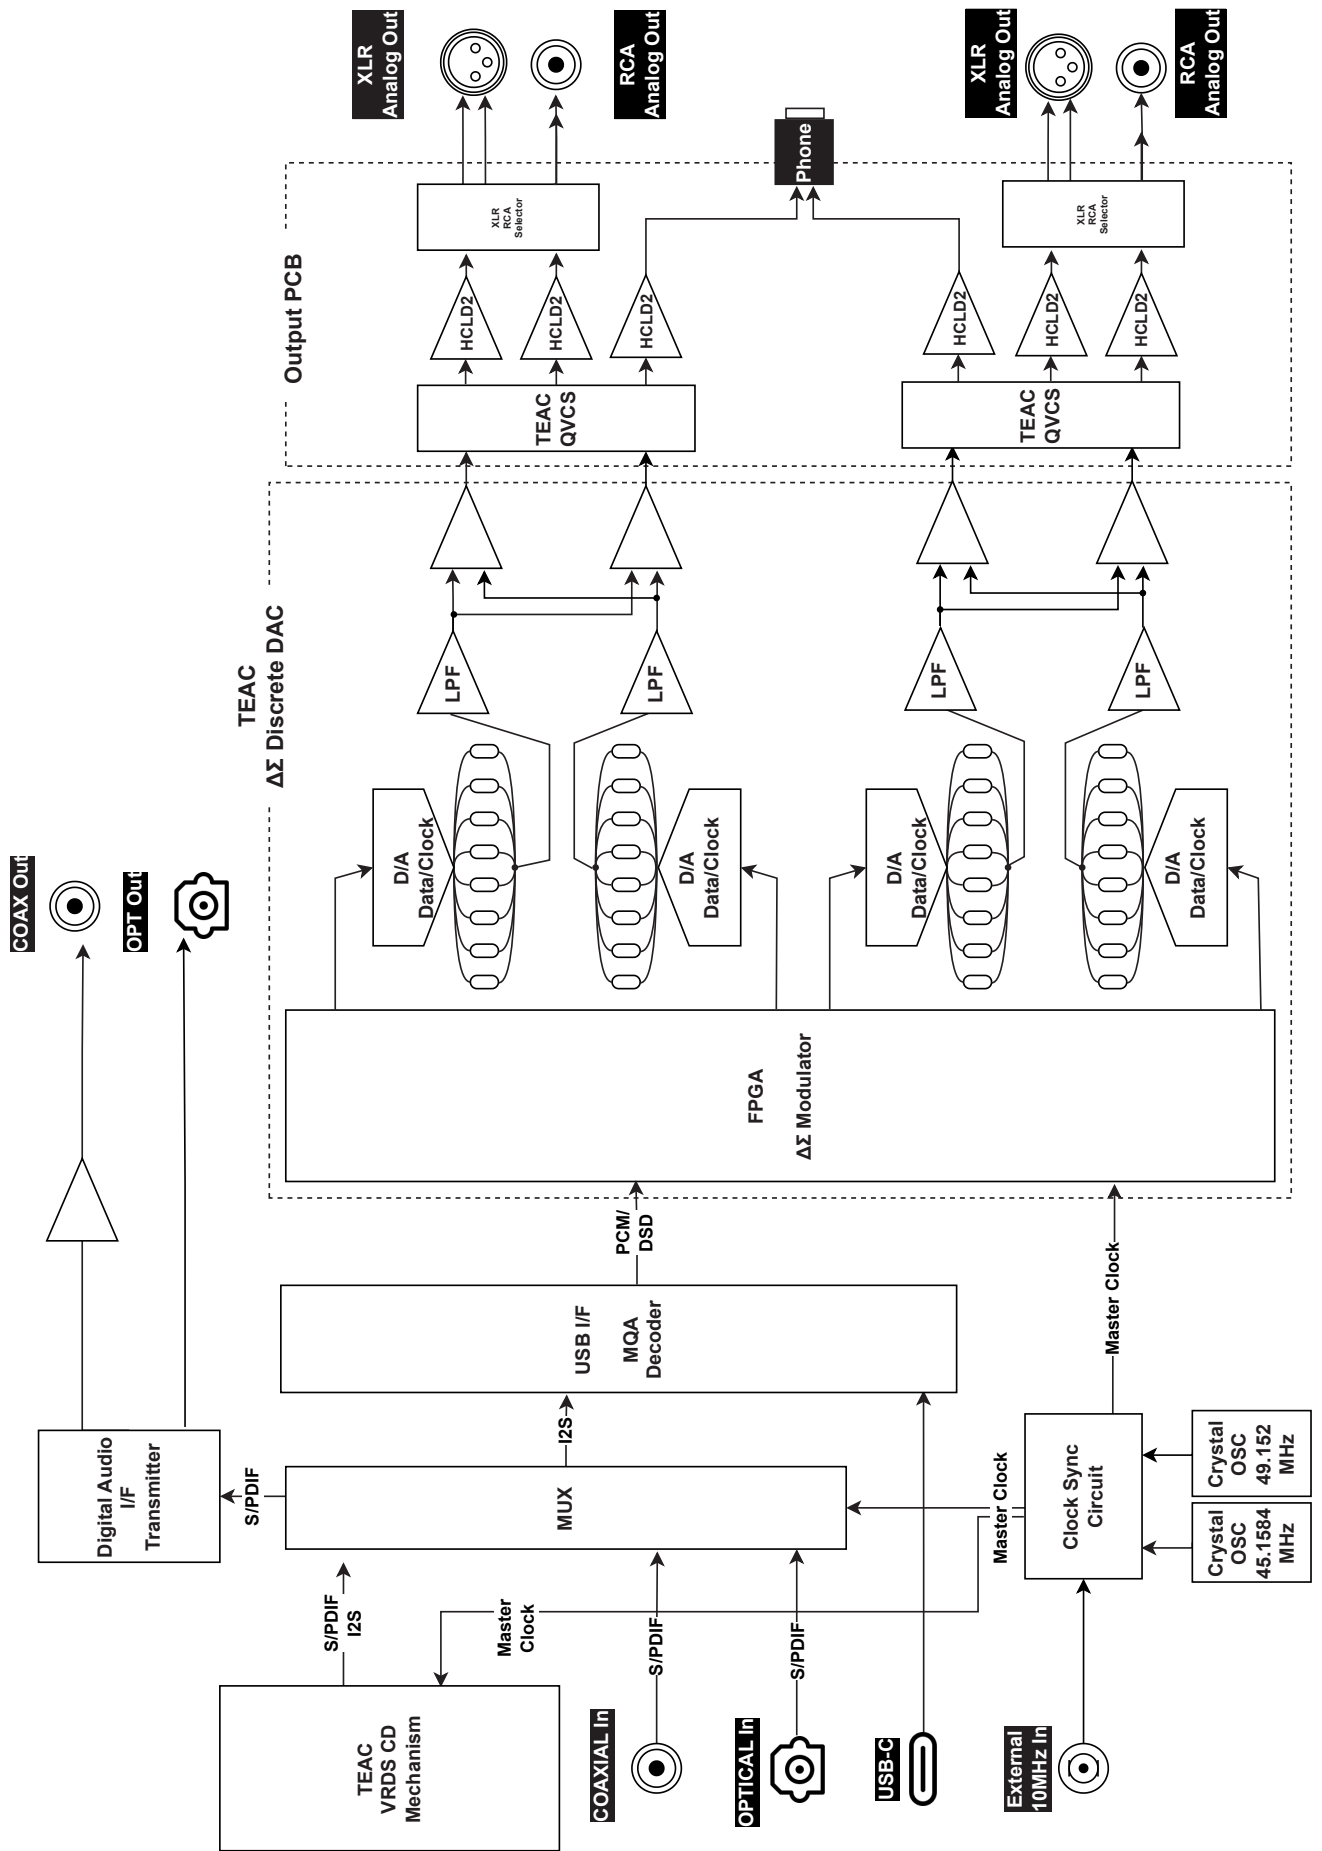 COAX Out
OPT Out
Digital Audio
I/F
Transmitter
S/PDIF
TEAC
VRDS CD
Mechanism
S/PDIF
I2S
Master
Clock
COAXIAL In
S/PDIF
OPTICAL In
S/PDIF
USB-C
External
10MHz In
MUX
I2S
USB I/F
MQA
Decoder
PCM/
DSD
Master Clock
Clock Sync
Circuit
Crystal
OSC
45.1584
MHz
Crystal
OSC
49.152
MHz
Master Clock
TEAC
ΔΣ Discrete DAC
FPGA
ΔΣ Modulator
D/A
Data/Clock
D/A
Data/Clock
D/A
Data/Clock
D/A
Data/Clock
LPF
LPF
LPF
LPF
Output PCB
TEAC
QVCS
TEAC
QVCS
HCLD2
HCLD2
HCLD2
HCLD2
HCLD2
HCLD2
XLR
RCA
Selector
XLR
RCA
Selector
XLR
Analog Out
RCA
Analog Out
Phone
XLR
Analog Out
RCA
Analog Out